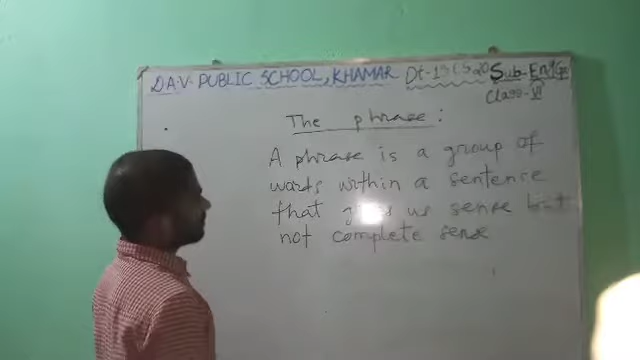 D.A.V. PUBLIC SCHOOL, KHAMAR Sub-Eng
Class-VI
The phrase:
A phrase is a group of
words within a sentence
that gives us sense but
not complete sense